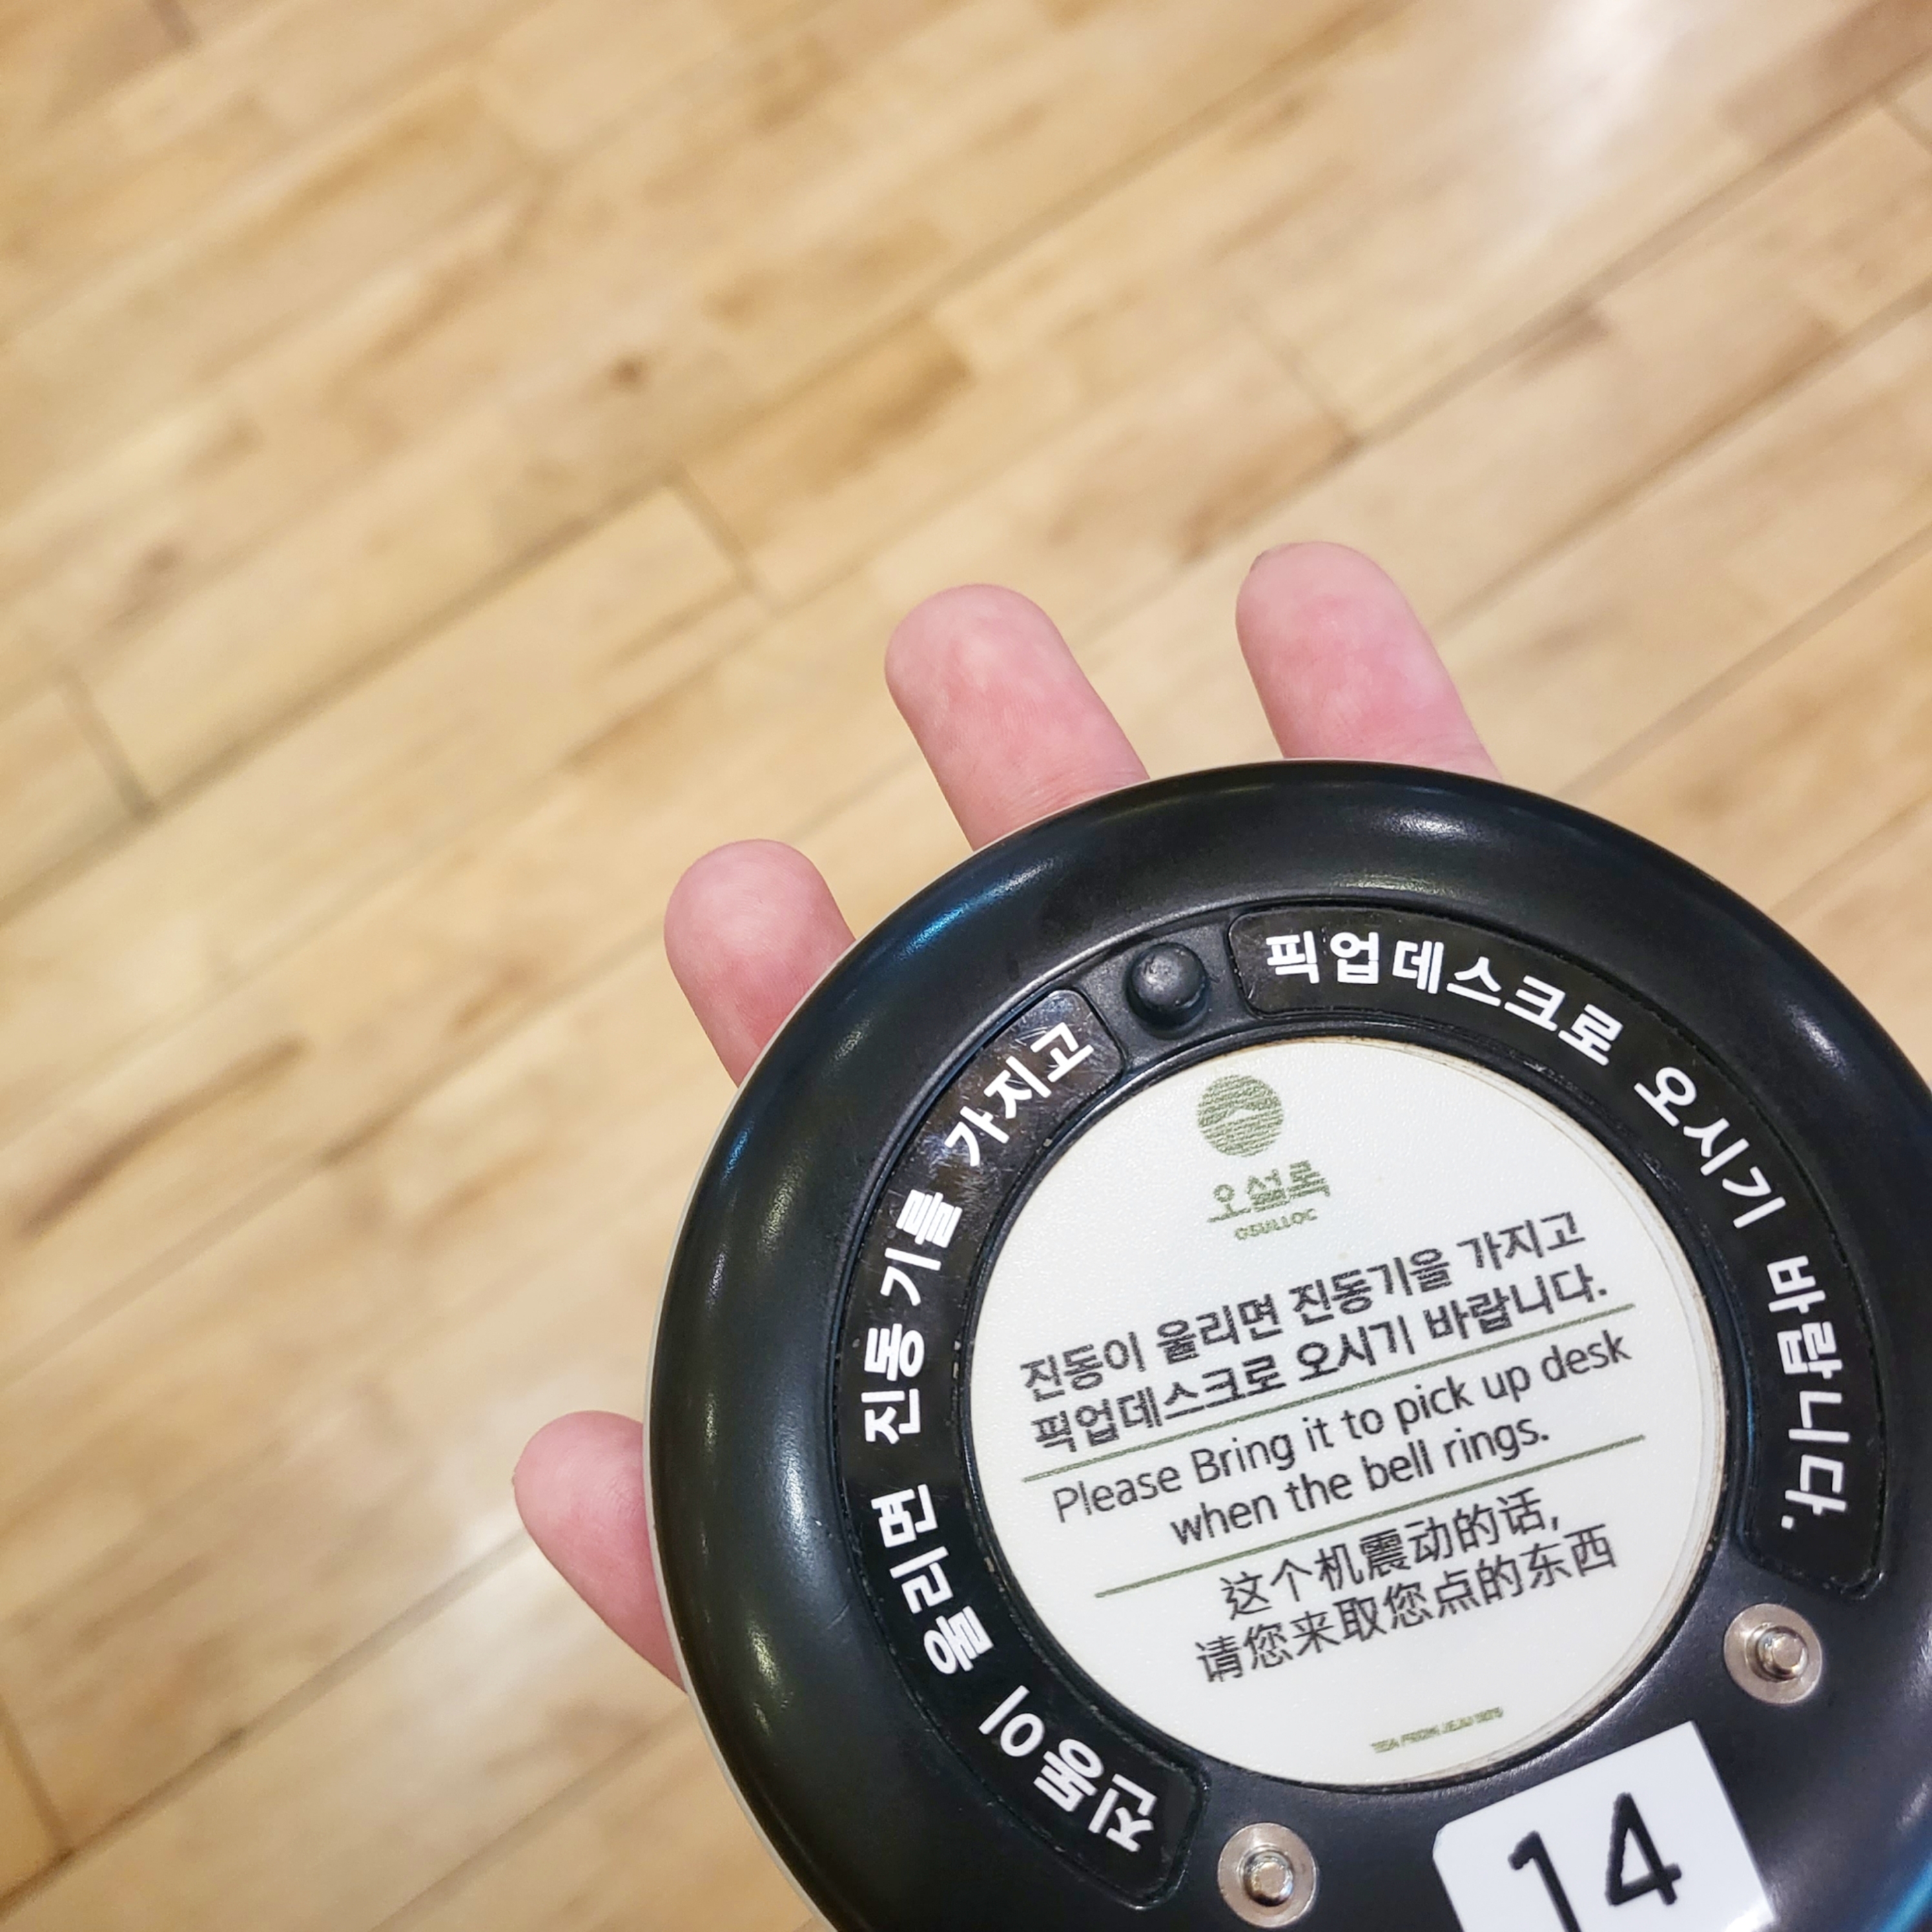 진동이 울리면 진동기를 가지고
픽업데스크로 오시기 바랍니다.
오설록
OSULLOC
진동이 울리면 진동기을 가지고
픽업데스크로 오시기 바랍니다.
Please Bring it to pick up desk
when the bell rings.
这个机震动的话,
请您来取您点的东西
TEA FROM JEJU 1979
14